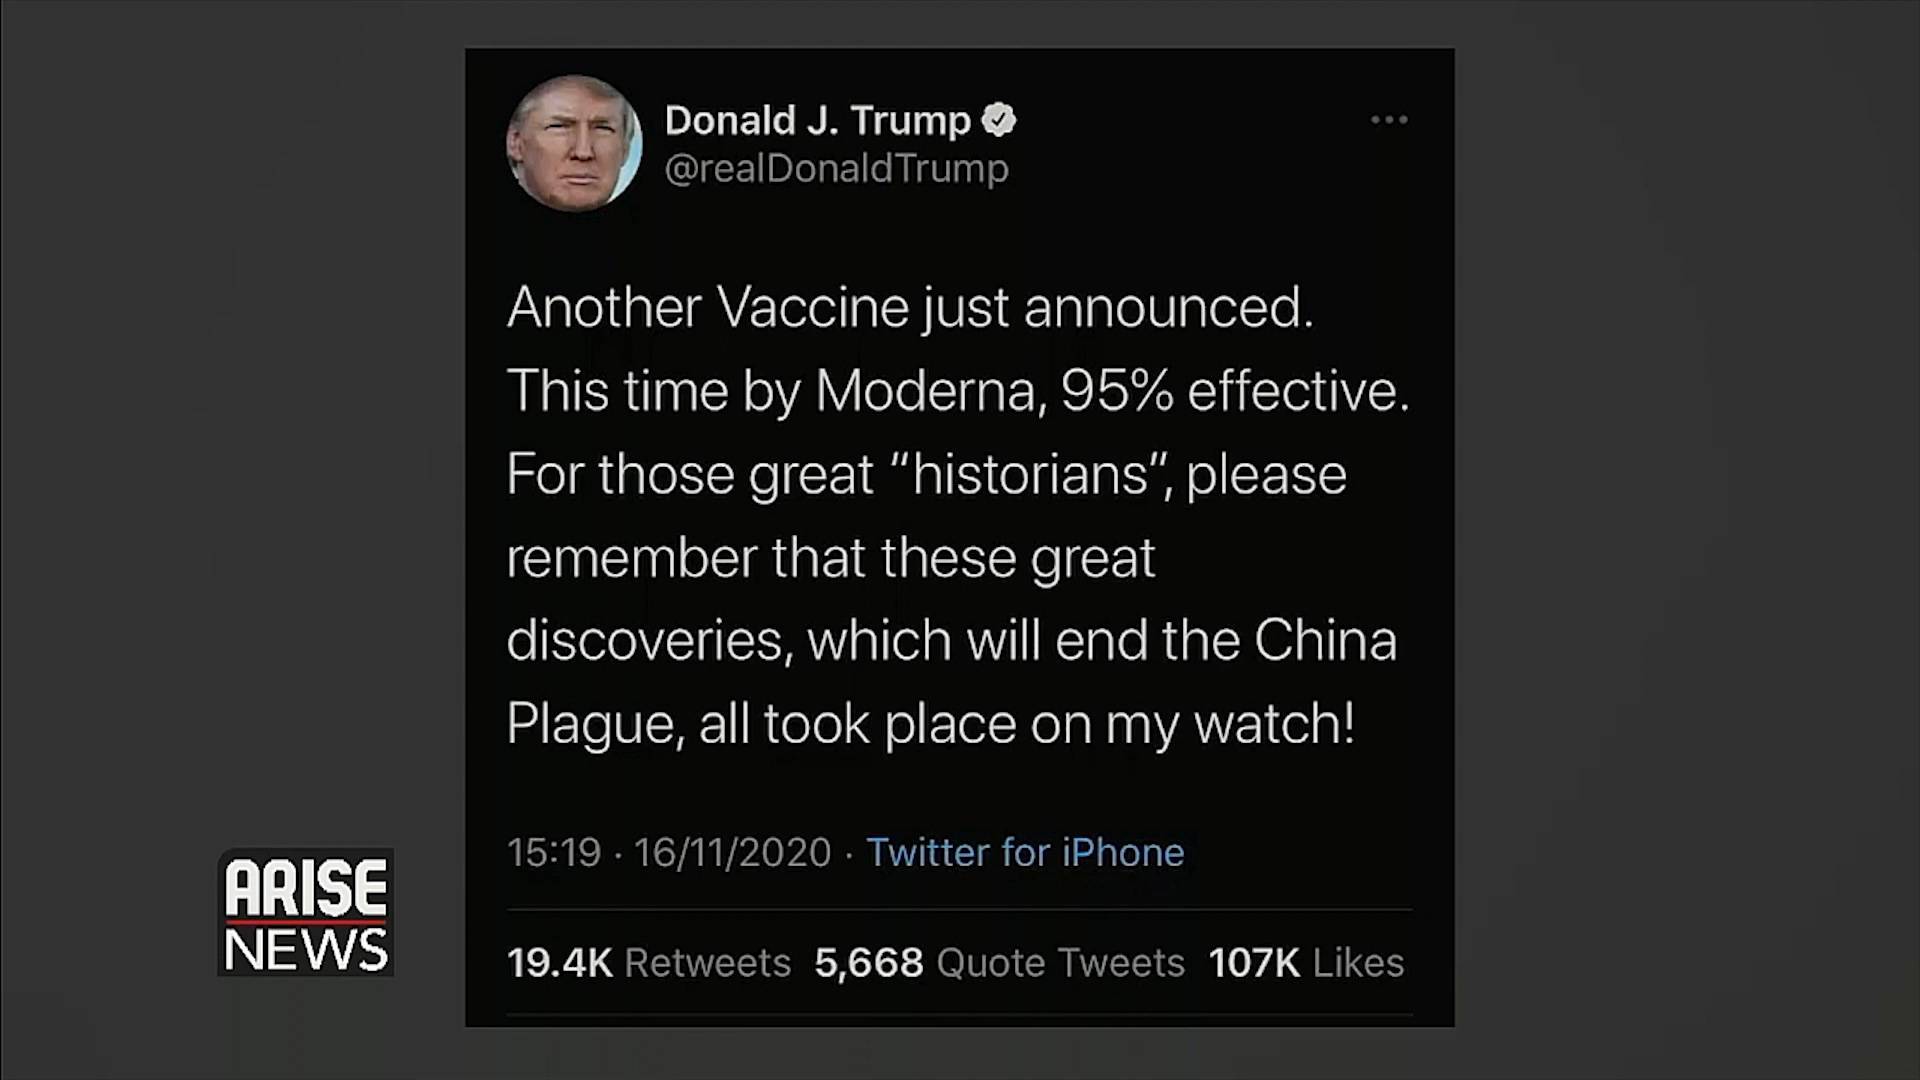 Donald J. Trump
@realDonaldTrump
Another Vaccine just announced.
This time by Moderna, 95% effective.
For those great “historians”, please
remember that these great
discoveries, which will end the China
Plague, all took place on my watch!
15:19 · 16/11/2020 · Twitter for iPhone
19.4K Retweets 5,668 Quote Tweets 107K Likes
ARISE
NEWS